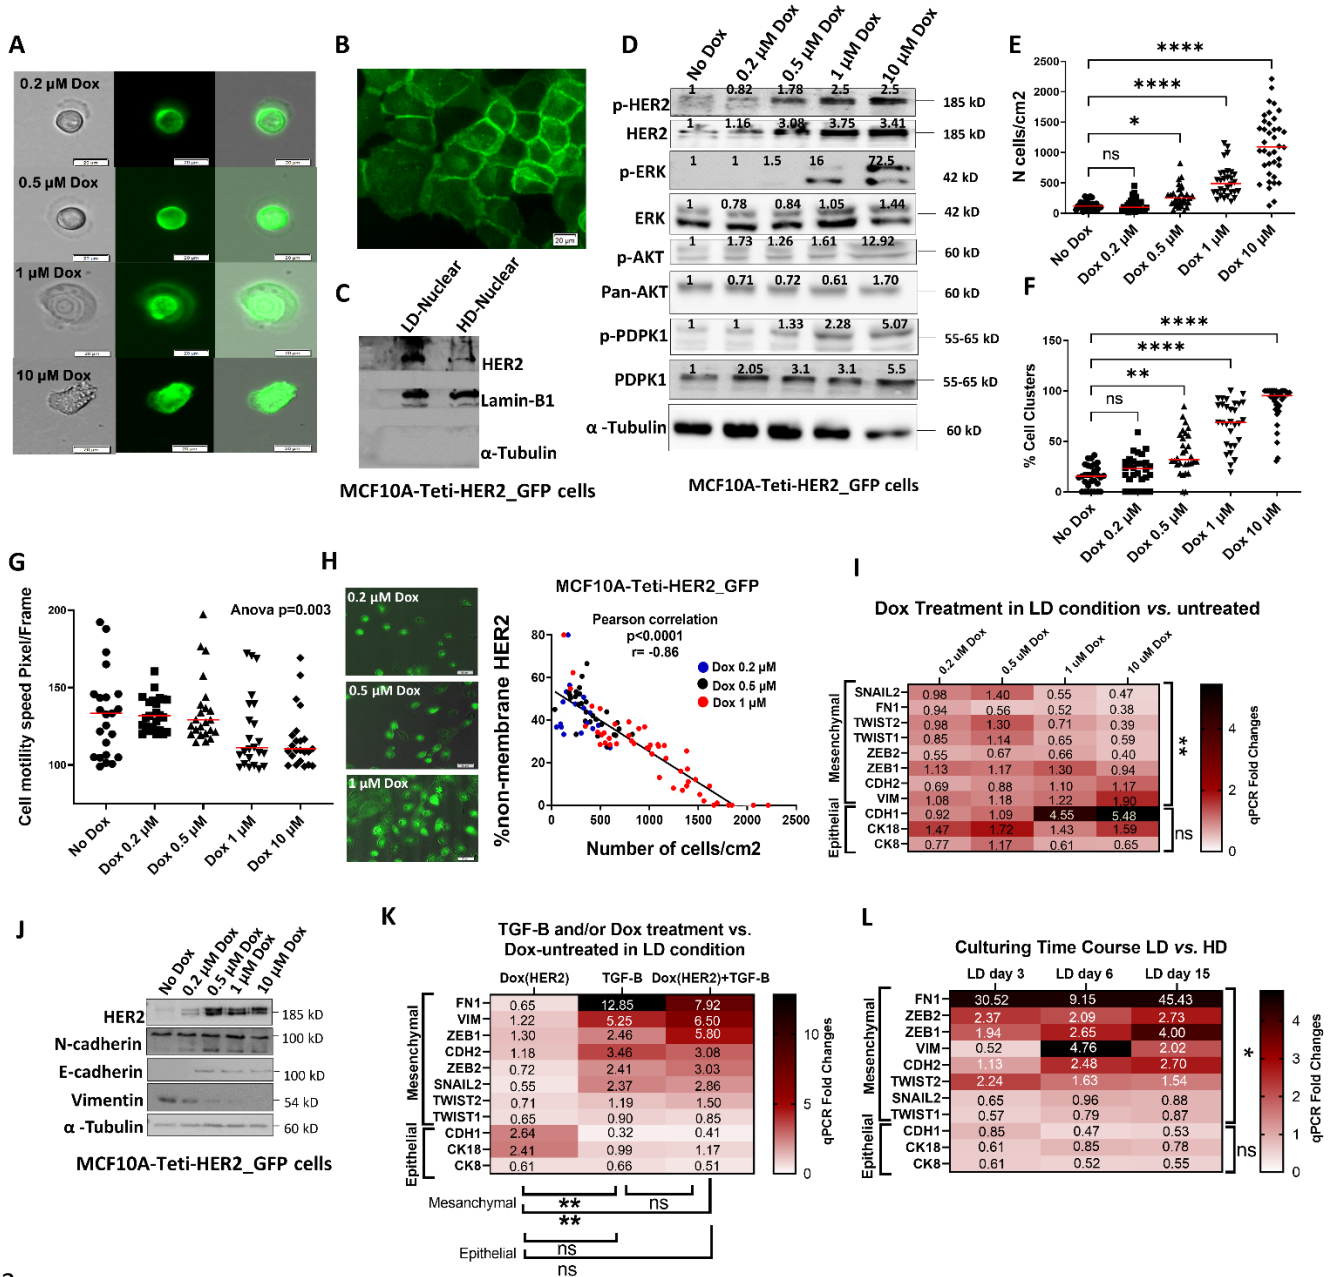 A
0.2 µM Dox
20 µm
20 µm
20 µm
0.5 µM Dox
20 µm
20 µm
20 µm
1 µM Dox
20 µm
20 µm
20 µm
10 µM Dox
20 µm
20 µm
20 µm
B
20 µm
C
LD-Nuclear
HD-Nuclear
HER2
Lamin-B1
α-Tubulin
MCF10A-Teti-HER2_GFP cells
D
No Dox
0.2 µM Dox
0.5 µM Dox
1 µM Dox
10 µM Dox
p-HER2 1 0.82 1.78 2.5 2.5 185 kD
HER2 1 1.16 3.08 3.75 3.41 185 kD
p-ERK 1 1 1.5 16 72.5 42 kD
ERK 1 0.78 0.84 1.05 1.44 42 kD
p-AKT 1 1.73 1.26 1.61 12.92 60 kD
Pan-AKT 1 0.71 0.72 0.61 1.70 60 kD
p-PDPK1 1 1 1.33 2.28 5.07 55-65 kD
PDPK1 1 2.05 3.1 3.1 5.5 55-65 kD
α -Tubulin 60 kD
MCF10A-Teti-HER2_GFP cells
E
N cells/cm2
2500
2000
1500
1000
500
0
ns
*
****
****
No Dox
Dox 0.2 µM
Dox 0.5 µM
Dox 1 µM
Dox 10 µM
F
% Cell Clusters
150
100
50
0
ns
**
****
****
No Dox
Dox 0.2 µM
Dox 0.5 µM
Dox 1 µM
Dox 10 µM
G
Cell motility speed Pixel/Frame
200
150
100
Anova p=0.003
No Dox
Dox 0.2 µM
Dox 0.5 µM
Dox 1 µM
Dox 10 µM
H
0.2 µM Dox
0.5 µM Dox
1 µM Dox
MCF10A-Teti-HER2_GFP
Pearson correlation
p<0.0001
r= -0.86
Dox 0.2 µM
Dox 0.5 µM
Dox 1 µM
%non-membrane HER2
80
60
40
20
0
0 500 1000 1500 2000 2500
Number of cells/cm2
I
Dox Treatment in LD condition vs. untreated
0.2 uM Dox
0.5 uM Dox
1 uM Dox
10 uM Dox
Mesenchymal
Epithelial
SNAIL2 0.98 1.40 0.55 0.47
FN1 0.94 0.56 0.52 0.38
TWIST2 0.98 1.30 0.71 0.39
TWIST1 0.85 1.14 0.65 0.59
ZEB2 0.55 0.67 0.66 0.40
ZEB1 1.13 1.17 1.30 0.94
CDH2 0.69 0.88 1.10 1.17
VIM 1.08 1.18 1.22 1.90
CDH1 0.92 1.09 4.55 5.48
CK18 1.47 1.72 1.43 1.59
CK8 0.77 1.17 0.61 0.65
**
ns
4
2
0
qPCR Fold Changes
J
No Dox
0.2 µM Dox
0.5 µM Dox
1 µM Dox
10 µM Dox
HER2 185 kD
N-cadherin 100 kD
E-cadherin 100 kD
Vimentin 54 kD
α -Tubulin 60 kD
MCF10A-Teti-HER2_GFP cells
K
TGF-B and/or Dox treatment vs.
Dox-untreated in LD condition
Dox(HER2) TGF-B Dox(HER2)+TGF-B
Mesenchymal
Epithelial
FN1 0.65 12.85 7.92
VIM 1.22 5.25 6.50
ZEB1 1.30 2.46 5.80
CDH2 1.18 3.46 3.08
ZEB2 0.72 2.41 3.03
SNAIL2 0.55 2.37 2.86
TWIST2 0.71 1.19 1.50
TWIST1 0.65 0.90 0.85
CDH1 2.64 0.32 0.41
CK18 2.41 0.99 1.17
CK8 0.61 0.66 0.51
10
5
0
qPCR Fold Changes
Mesanchymal
**
ns
**
Epithelial
ns
ns
L
Culturing Time Course LD vs. HD
LD day 3 LD day 6 LD day 15
Mesenchymal
Epithelial
FN1 30.52 9.15 45.43
ZEB2 2.37 2.09 2.73
ZEB1 1.94 2.65 4.00
VIM 0.52 4.76 2.02
CDH2 1.13 2.48 2.70
TWIST2 2.24 1.63 1.54
SNAIL2 0.65 0.96 0.88
TWIST1 0.57 0.79 0.87
CDH1 0.85 0.47 0.53
CK18 0.61 0.85 0.78
CK8 0.61 0.52 0.55
*
ns
4
3
2
1
0
qPCR Fold Changes